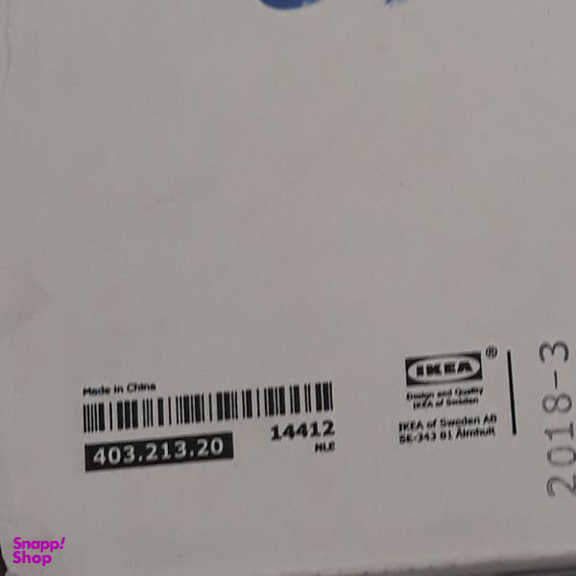 Made in China
403.213.20
14412
HLE
IKEA®
Design and Quality
IKEA of Sweden
IKEA of Sweden AB
SE-343 81 Älmhult
2018-3
Snapp!
Shop